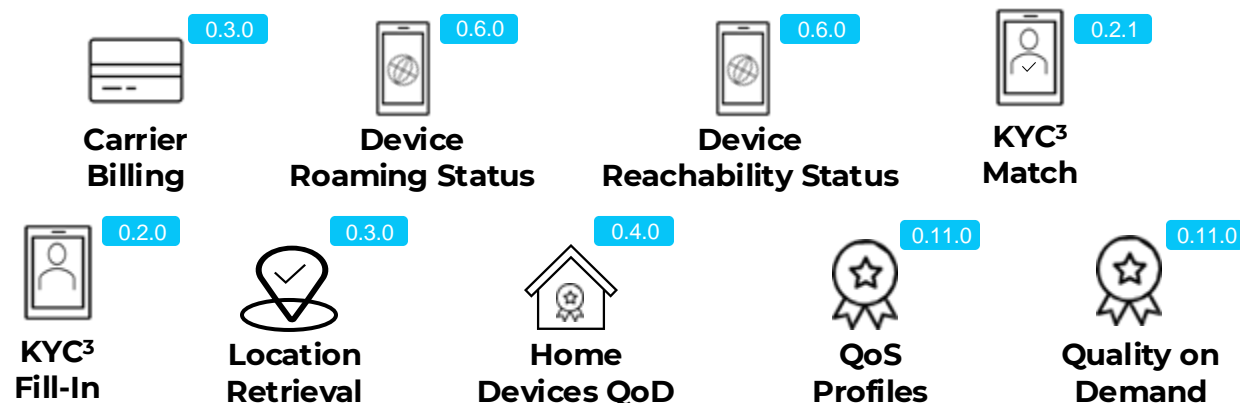 0.3.0
Carrier
Billing
0.6.0
Device
Roaming Status
0.6.0
Device
Reachability Status
0.2.1
KYC³
Match
0.2.0
KYC³
Fill-In
0.3.0
Location
Retrieval
0.4.0
Home
Devices QoD
0.11.0
QoS
Profiles
0.11.0
Quality on
Demand